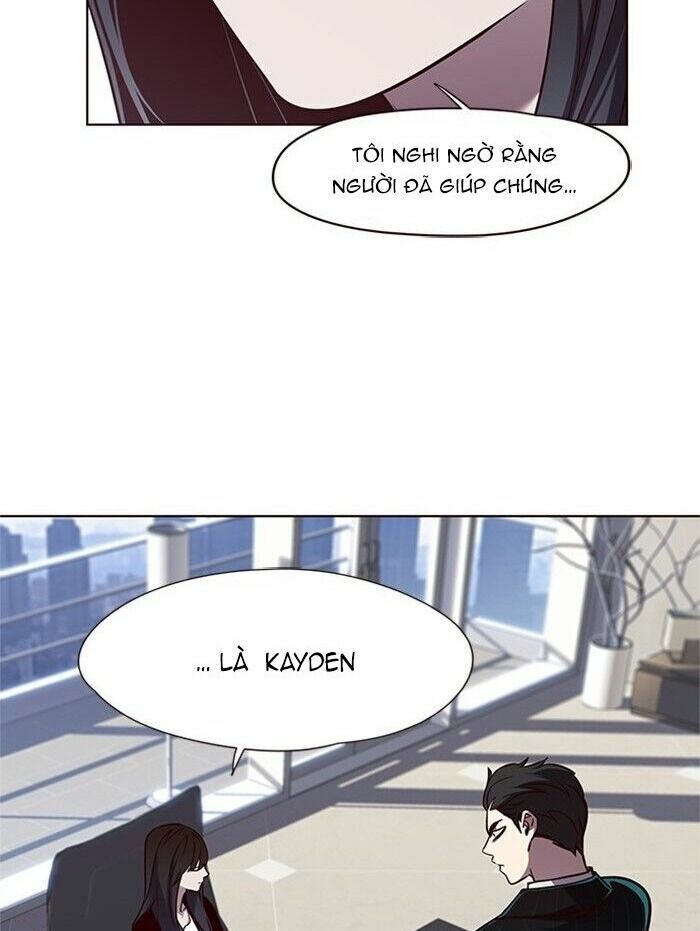 TÔI NGHI NGỜ RẰNG
NGƯỜI ĐÃ GIÚP CHÚNG...
... LÀ KAYDEN